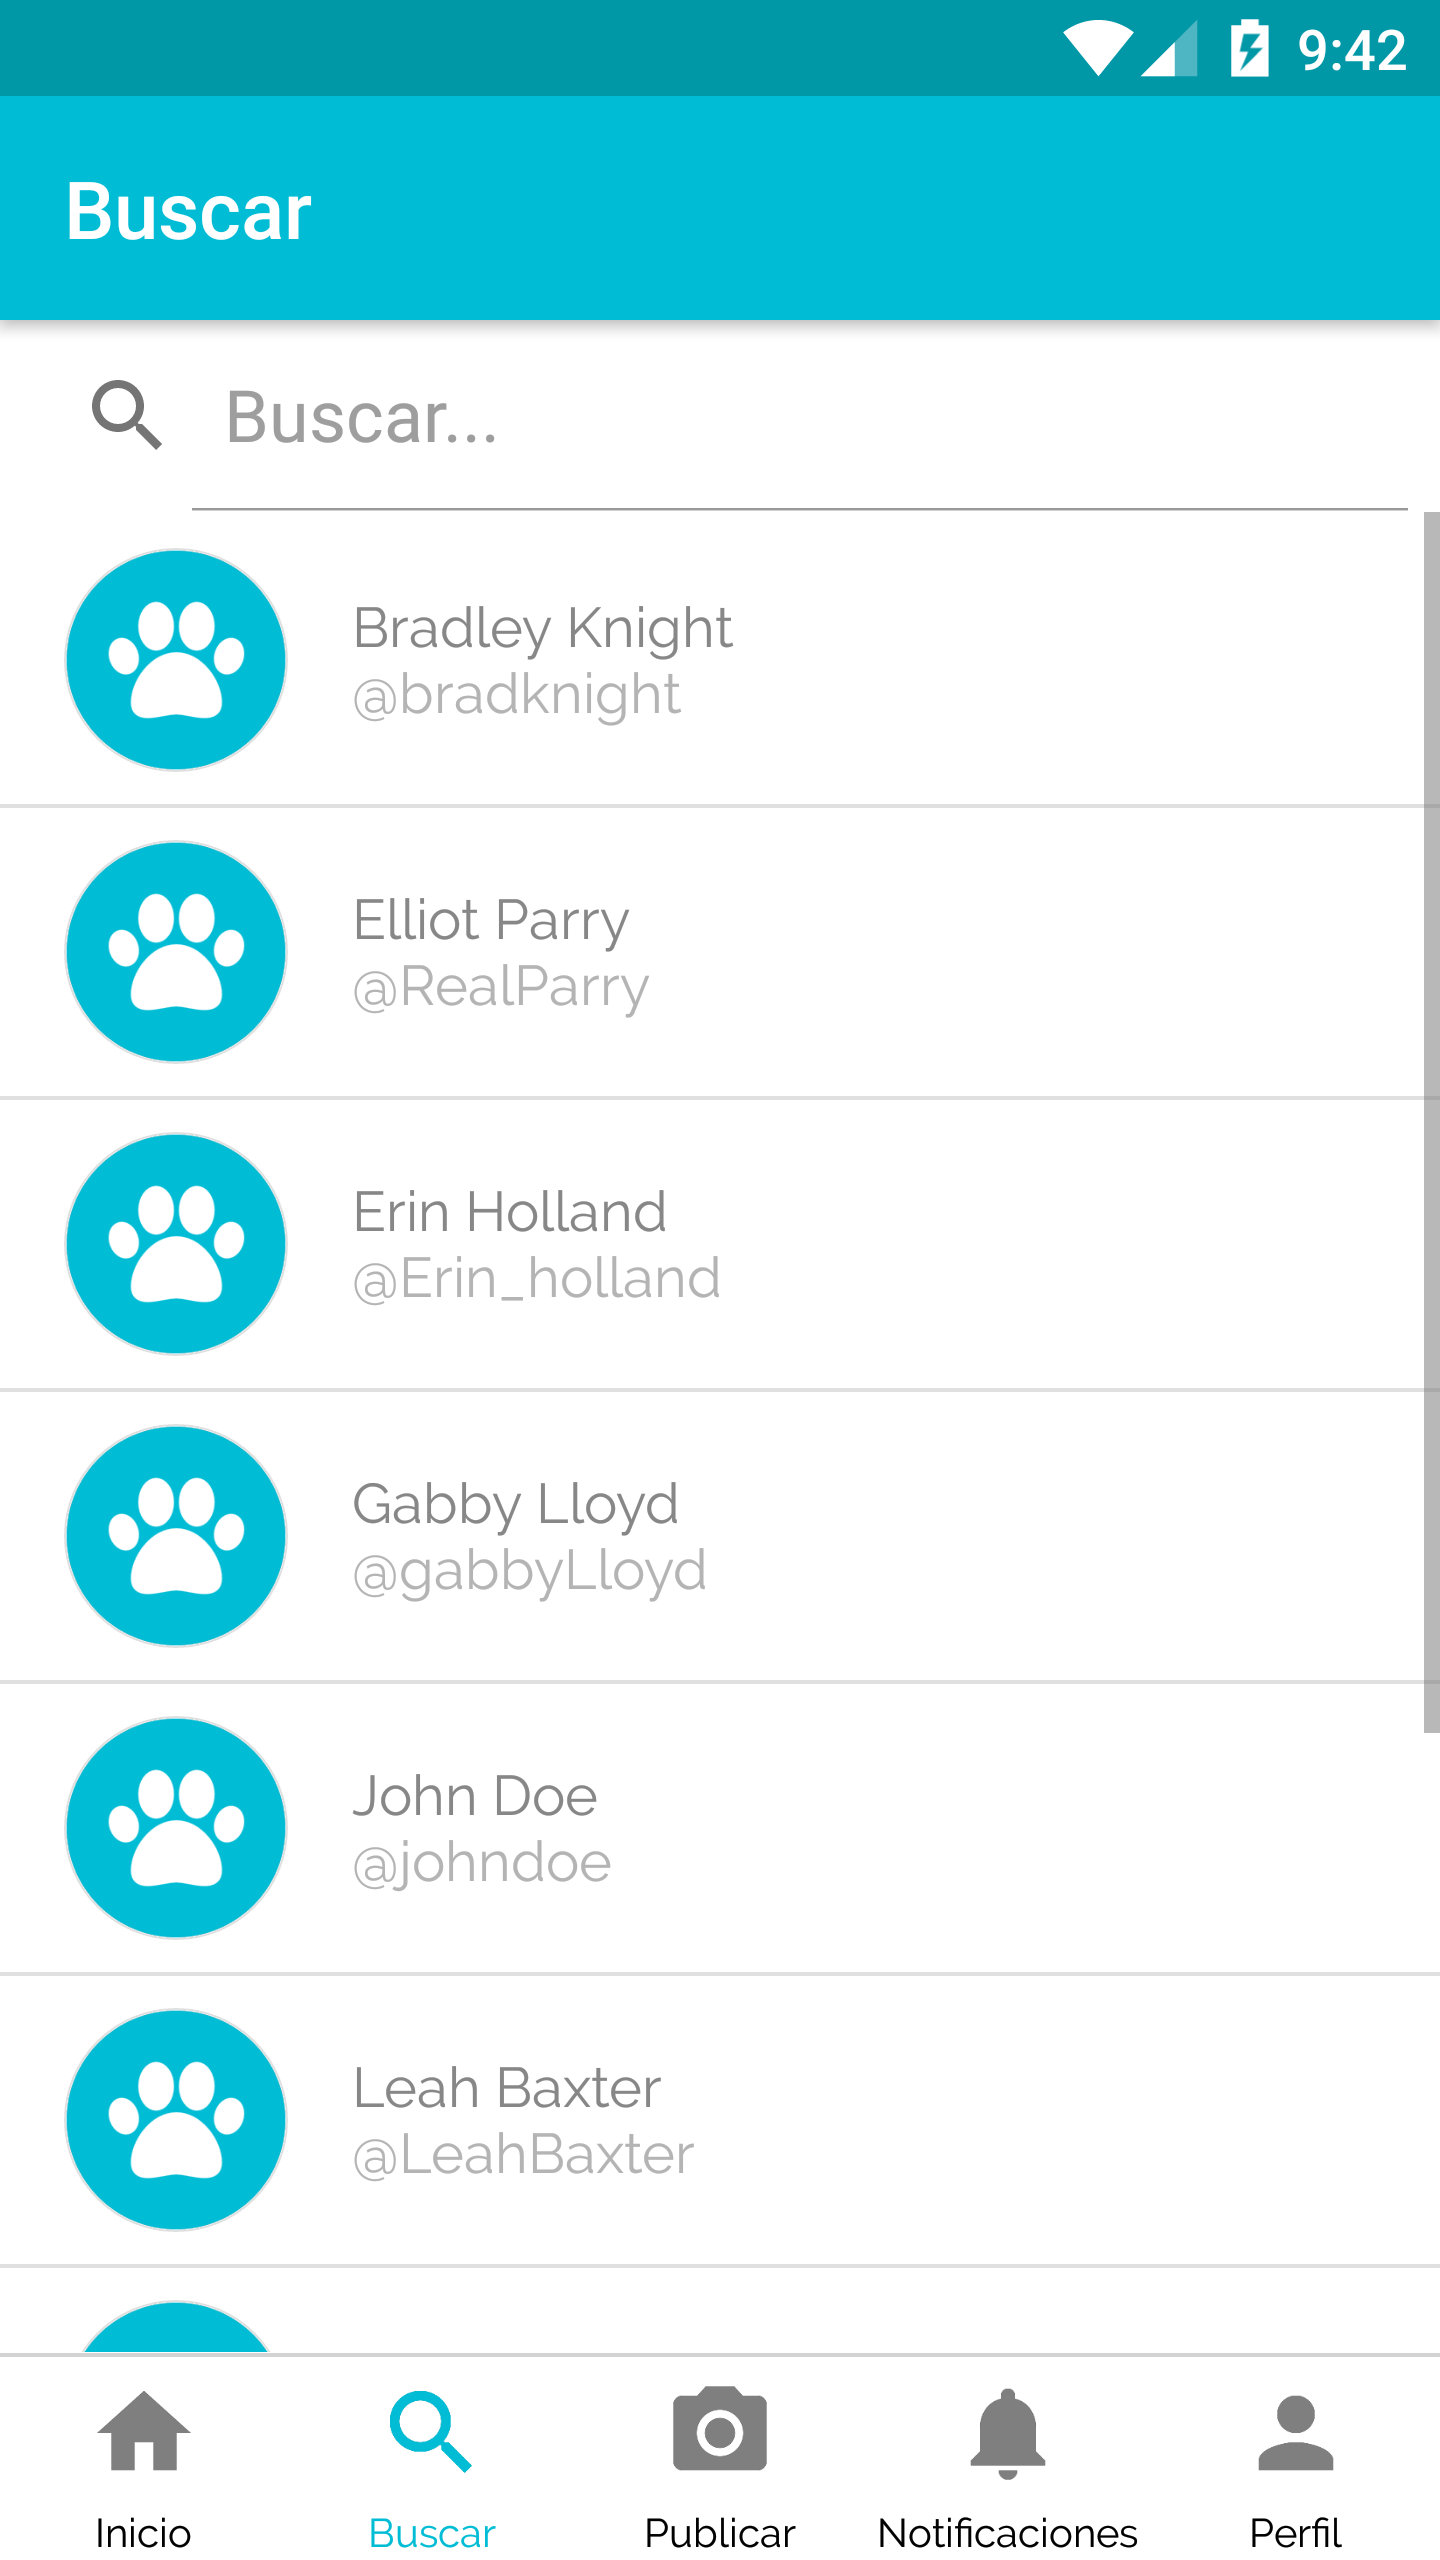 9:42
Buscar
Buscar...
Bradley Knight
@bradknight
Elliot Parry
@RealParry
Erin Holland
@Erin_holland
Gabby Lloyd
@gabbyLloyd
John Doe
@johndoe
Leah Baxter
@LeahBaxter
Inicio
Buscar
Publicar
Notificaciones
Perfil